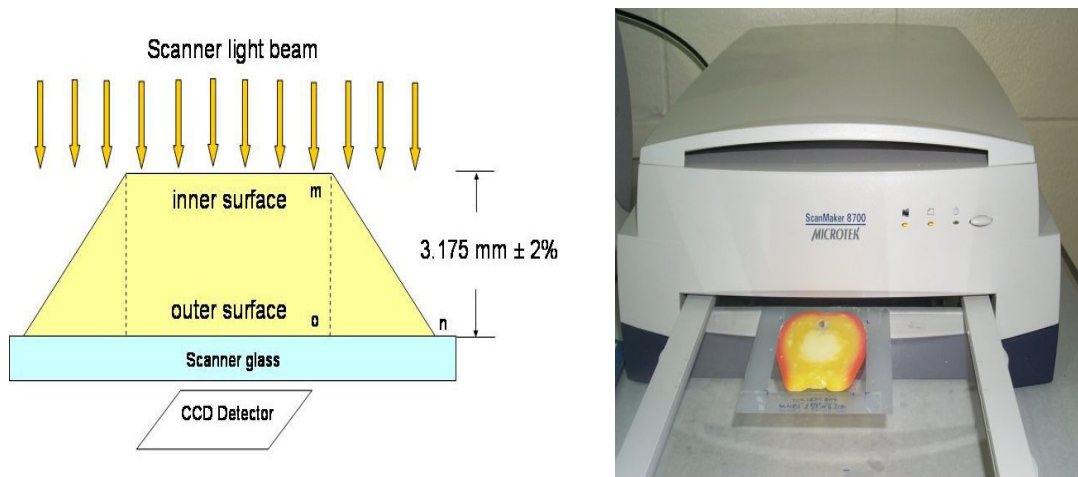 Scanner light beam
inner surface
m
3.175 mm ± 2%
outer surface
o
n
Scanner glass
CCD Detector
ScanMaker 8700
MICROTEK